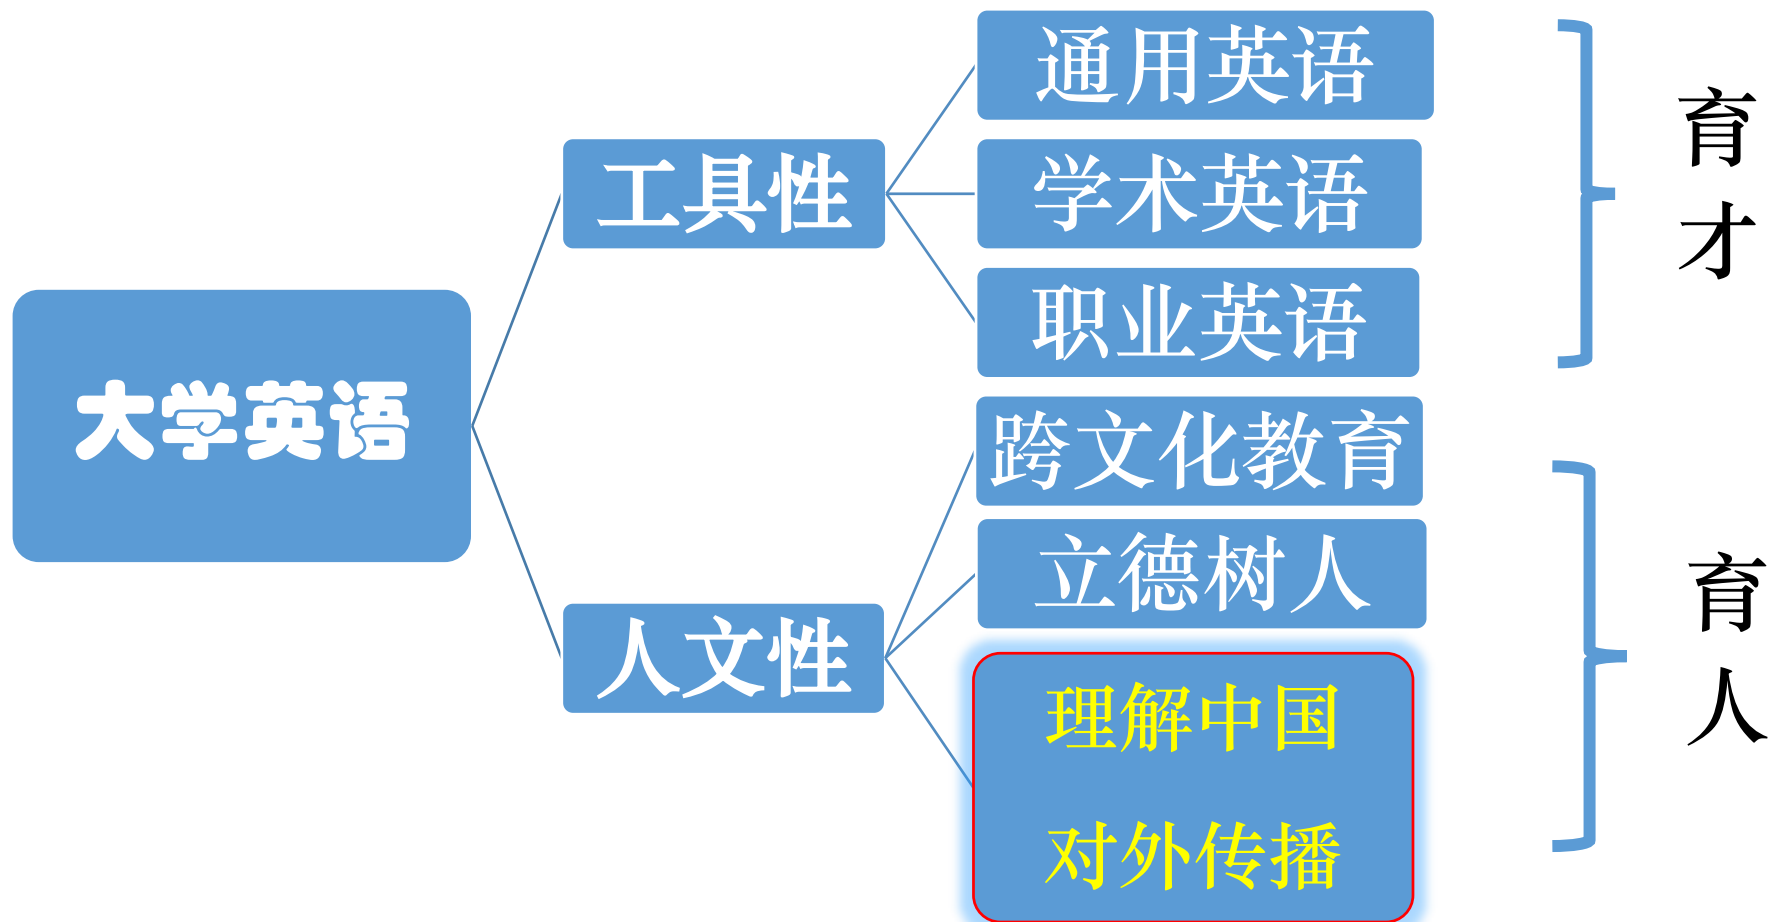 大学英语
工具性
通用英语
学术英语
职业英语
育才
人文性
跨文化教育
立德树人
理解中国
对外传播
育人